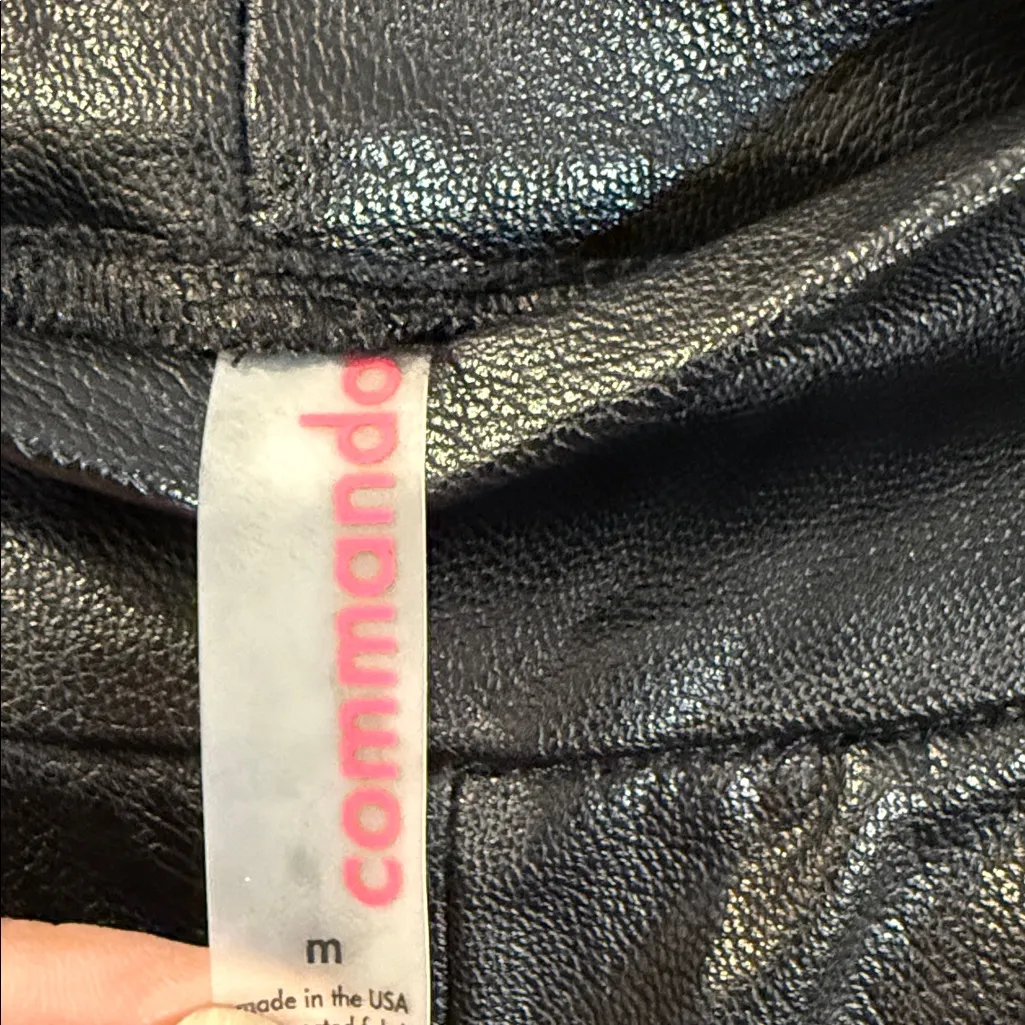 commando
m
made in the USA